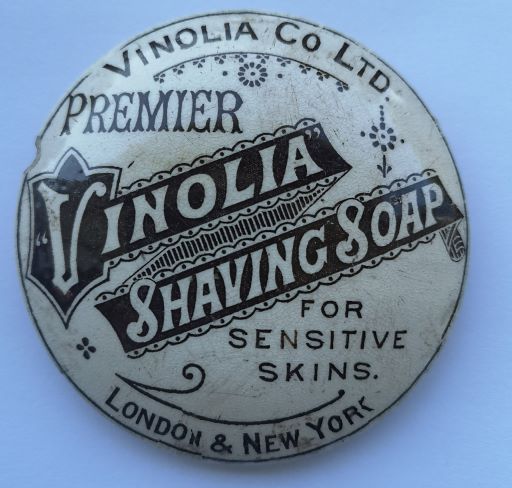 VINOLIA CO LTD
PREMIER
"VINOLIA"
SHAVING SOAP
FOR
SENSITIVE
SKINS.
LONDON & NEW YORK